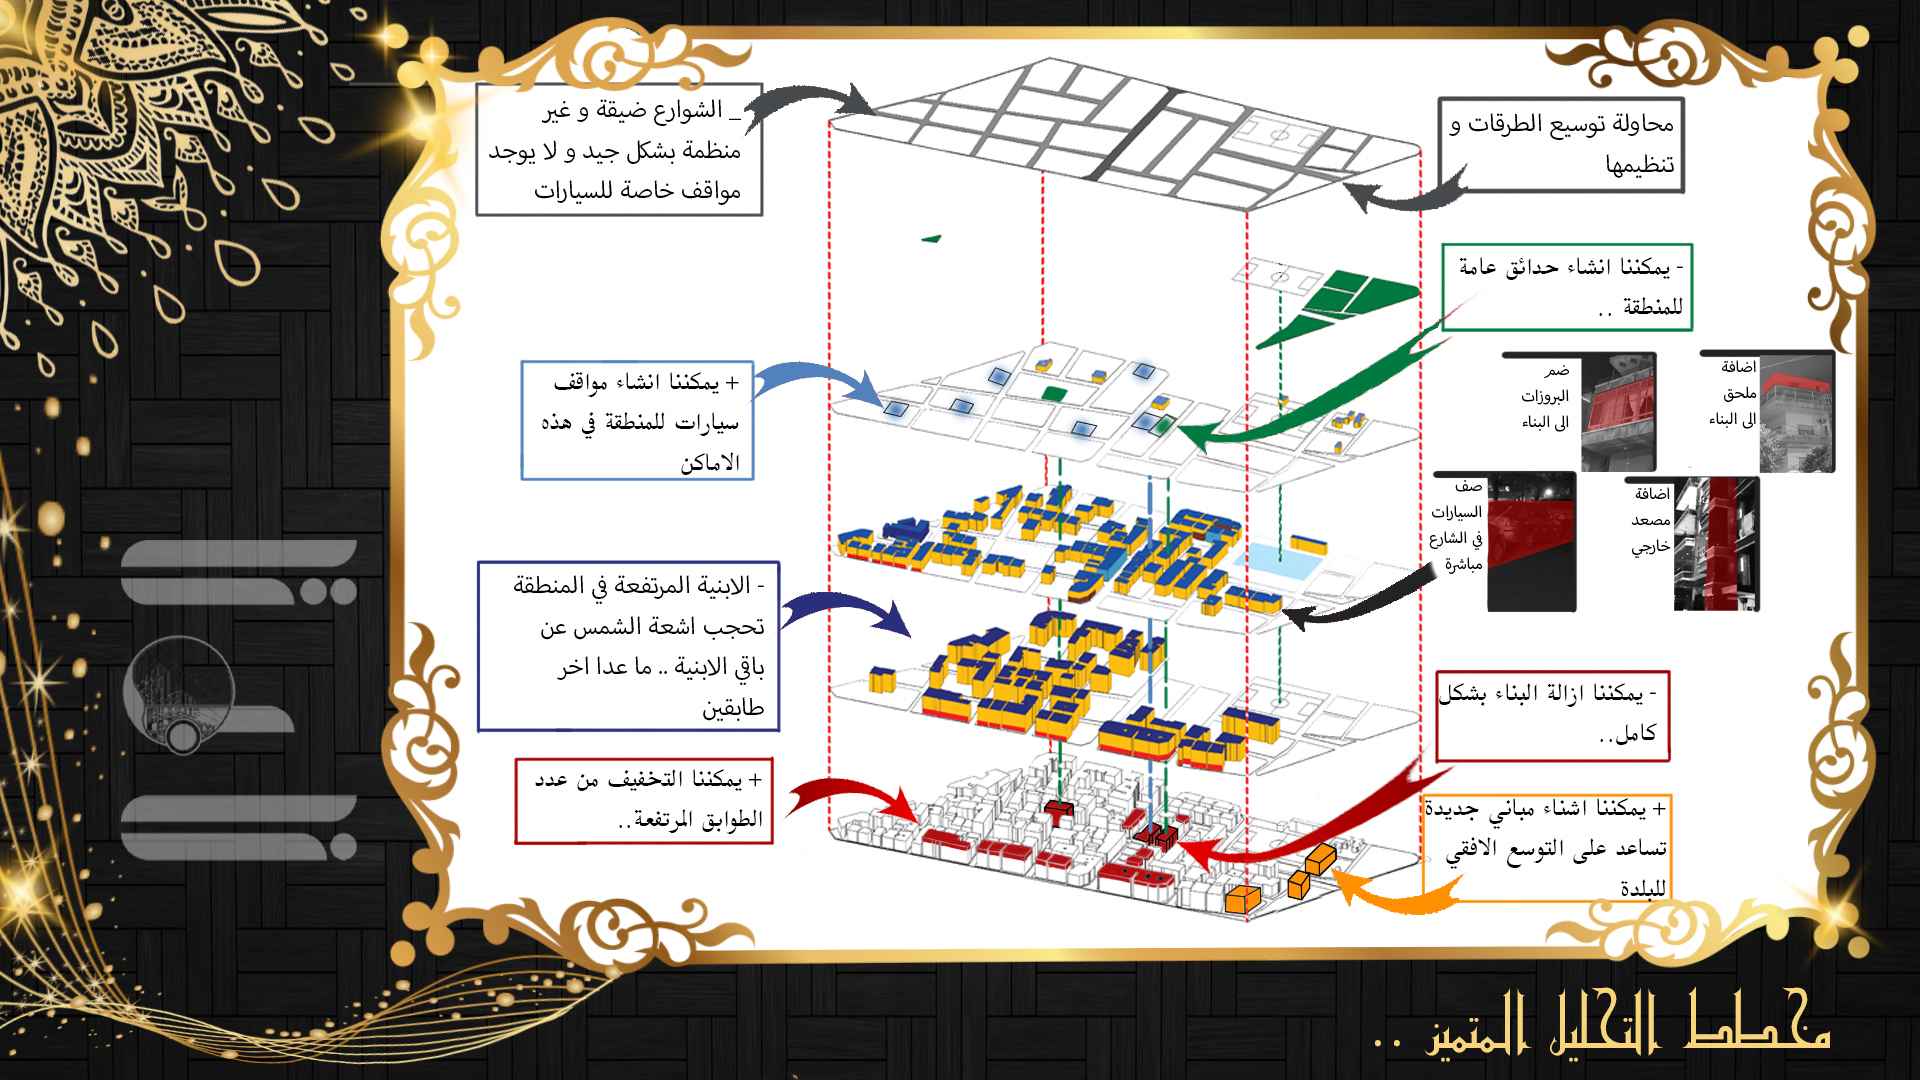 _ الشوارع ضيقة و غير
منظمة بشكل جيد و لا يوجد
مواقف خاصة للسيارات
محاولة توسيع الطرقات و
تنظيمها
- يمكننا انشاء حدائق عامة
للمنطقة ..
+ يمكننا انشاء مواقف
سيارات للمنطقة في هذه
الاماكن
ضم
البروزات
الى البناء
اضافة
ملحق
الى البناء
صف
السيارات
في الشارع
مباشرة
اضافة
مصعد
خارجي
- الابنية المرتفعة في المنطقة
تحجب اشعة الشمس عن
باقي الابنية .. ما عدا اخر
طابقين
- يمكننا ازالة البناء بشكل
كامل..
+ يمكننا التخفيف من عدد
الطوابق المرتفعة..
+ يمكننا اشناء مباني جديدة
تساعد على التوسع الافقي
للبلدة
مخطط التحليل المتميز ..